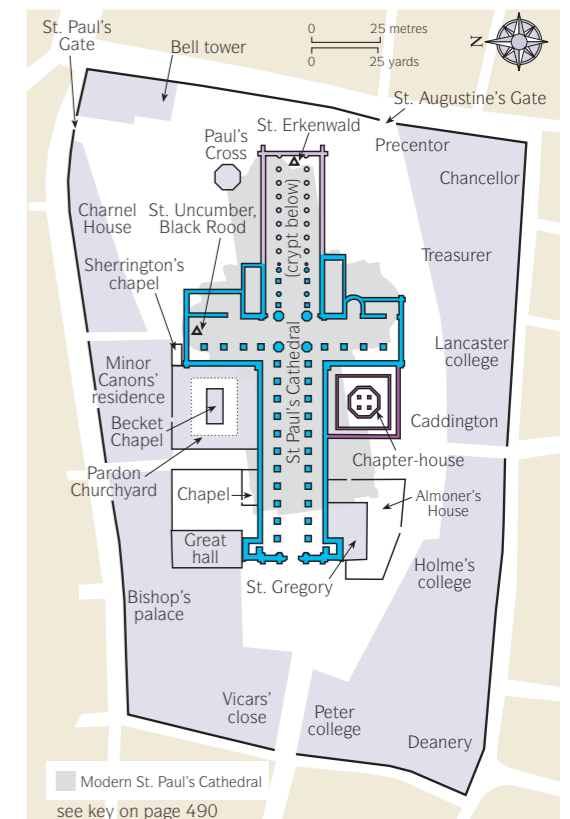 St. Paul's
Gate
Bell tower
0 25 metres
0 25 yards
N
St. Augustine's Gate
St. Erkenwald
Paul's
Cross
Precentor
Chancellor
(crypt below)
Charnel
House
St. Uncumber,
Black Rood
Treasurer
Sherrington's
chapel
St Paul's Cathedral
Lancaster
college
Minor
Canons'
residence
Becket
Chapel
Caddington
Pardon
Churchyard
Chapter-house
Chapel
Almoner's
House
Great
hall
St. Gregory
Holme's
college
Bishop's
palace
Vicars'
close
Peter
college
Deanery
Modern St. Paul's Cathedral
see key on page 490